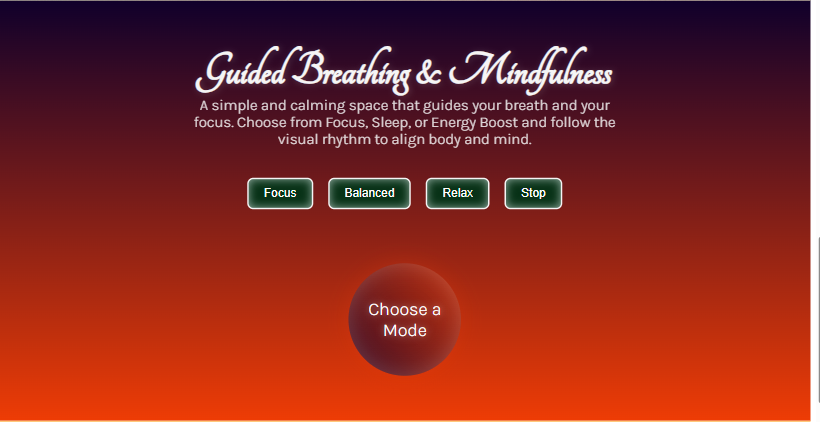 Guided Breathing & Mindfulness
A simple and calming space that guides your breath and your
focus. Choose from Focus, Sleep, or Energy Boost and follow the
visual rhythm to align body and mind.
Focus
Balanced
Relax
Stop
Choose a
Mode